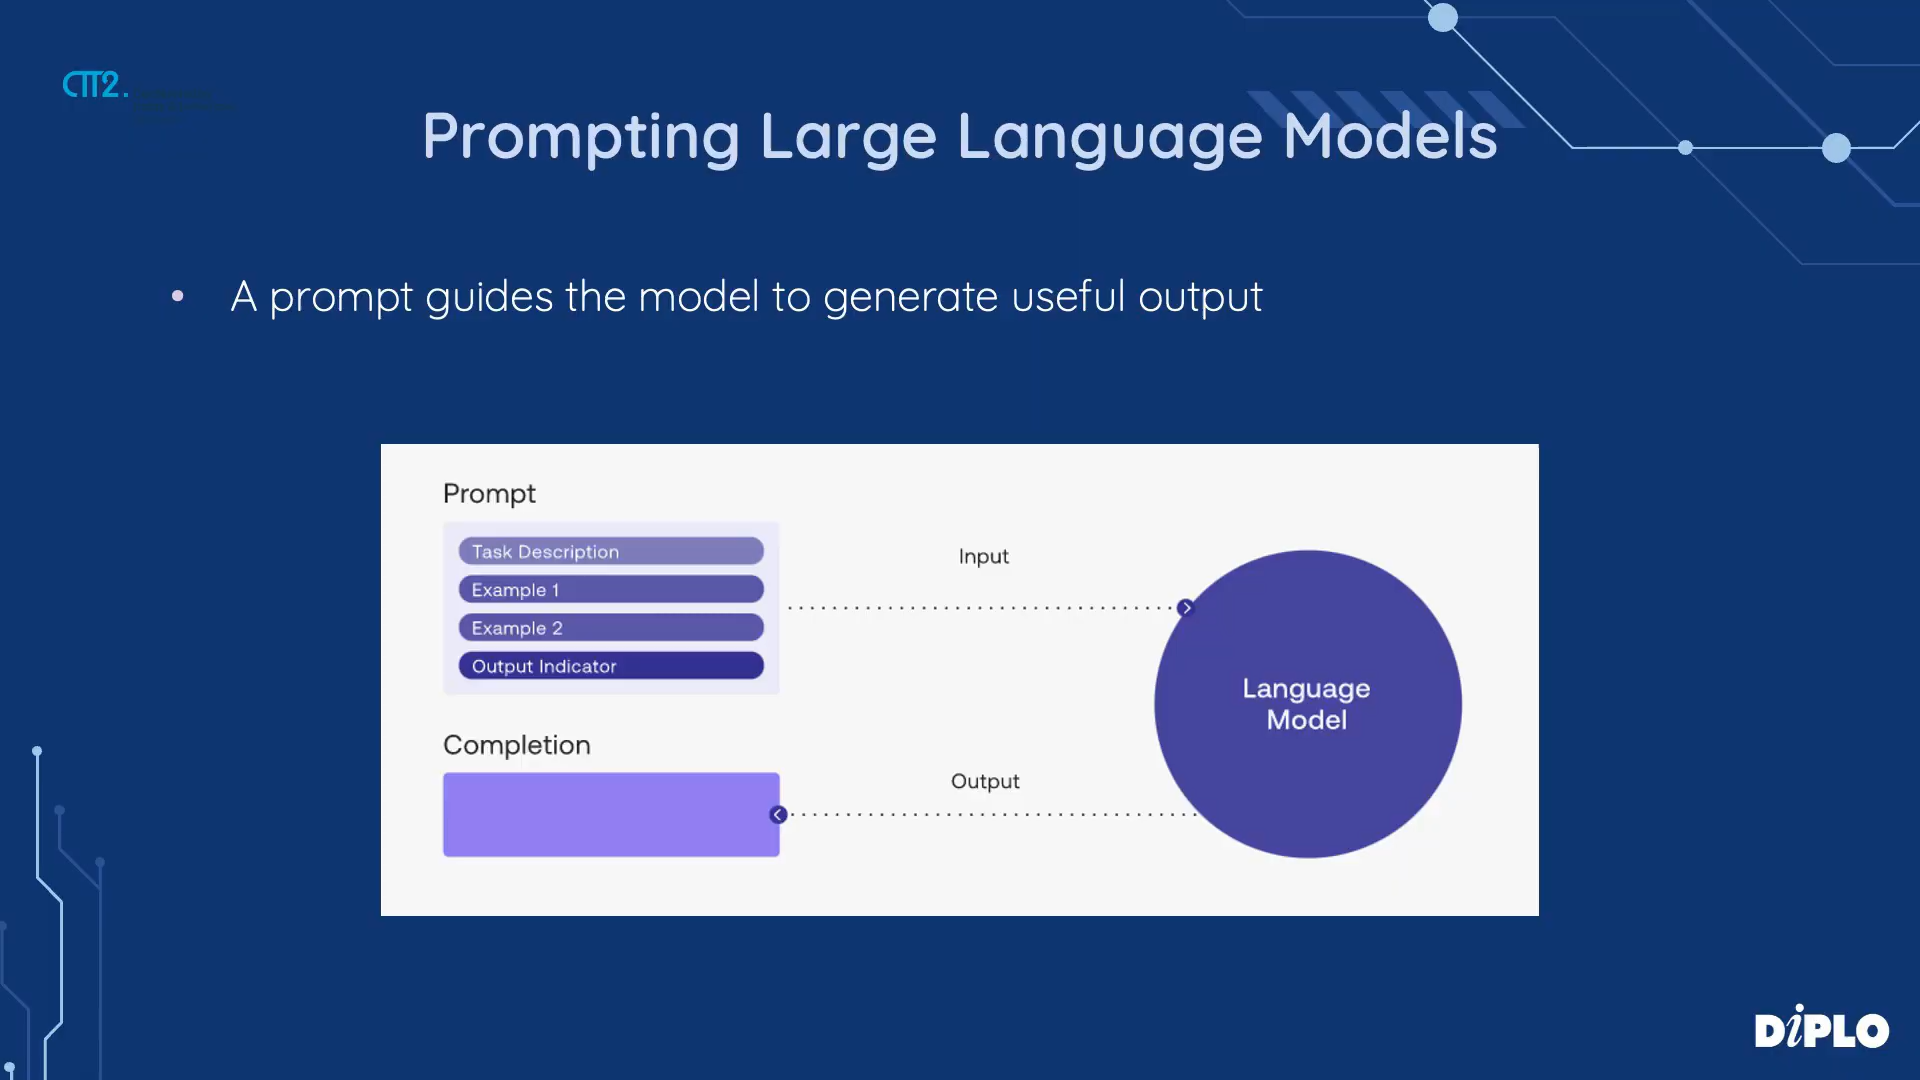 Prompting Large Language Models
• A prompt guides the model to generate useful output
Prompt
Task Description
Example 1
Example 2
Output Indicator
Input
Language
Model
Completion
Output
DiPLO